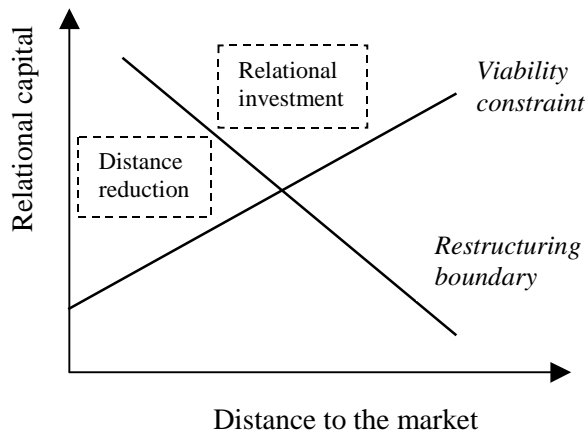 Relational capital
Relational
investment
Viability
constraint
Distance
reduction
Restructuring
boundary
Distance to the market